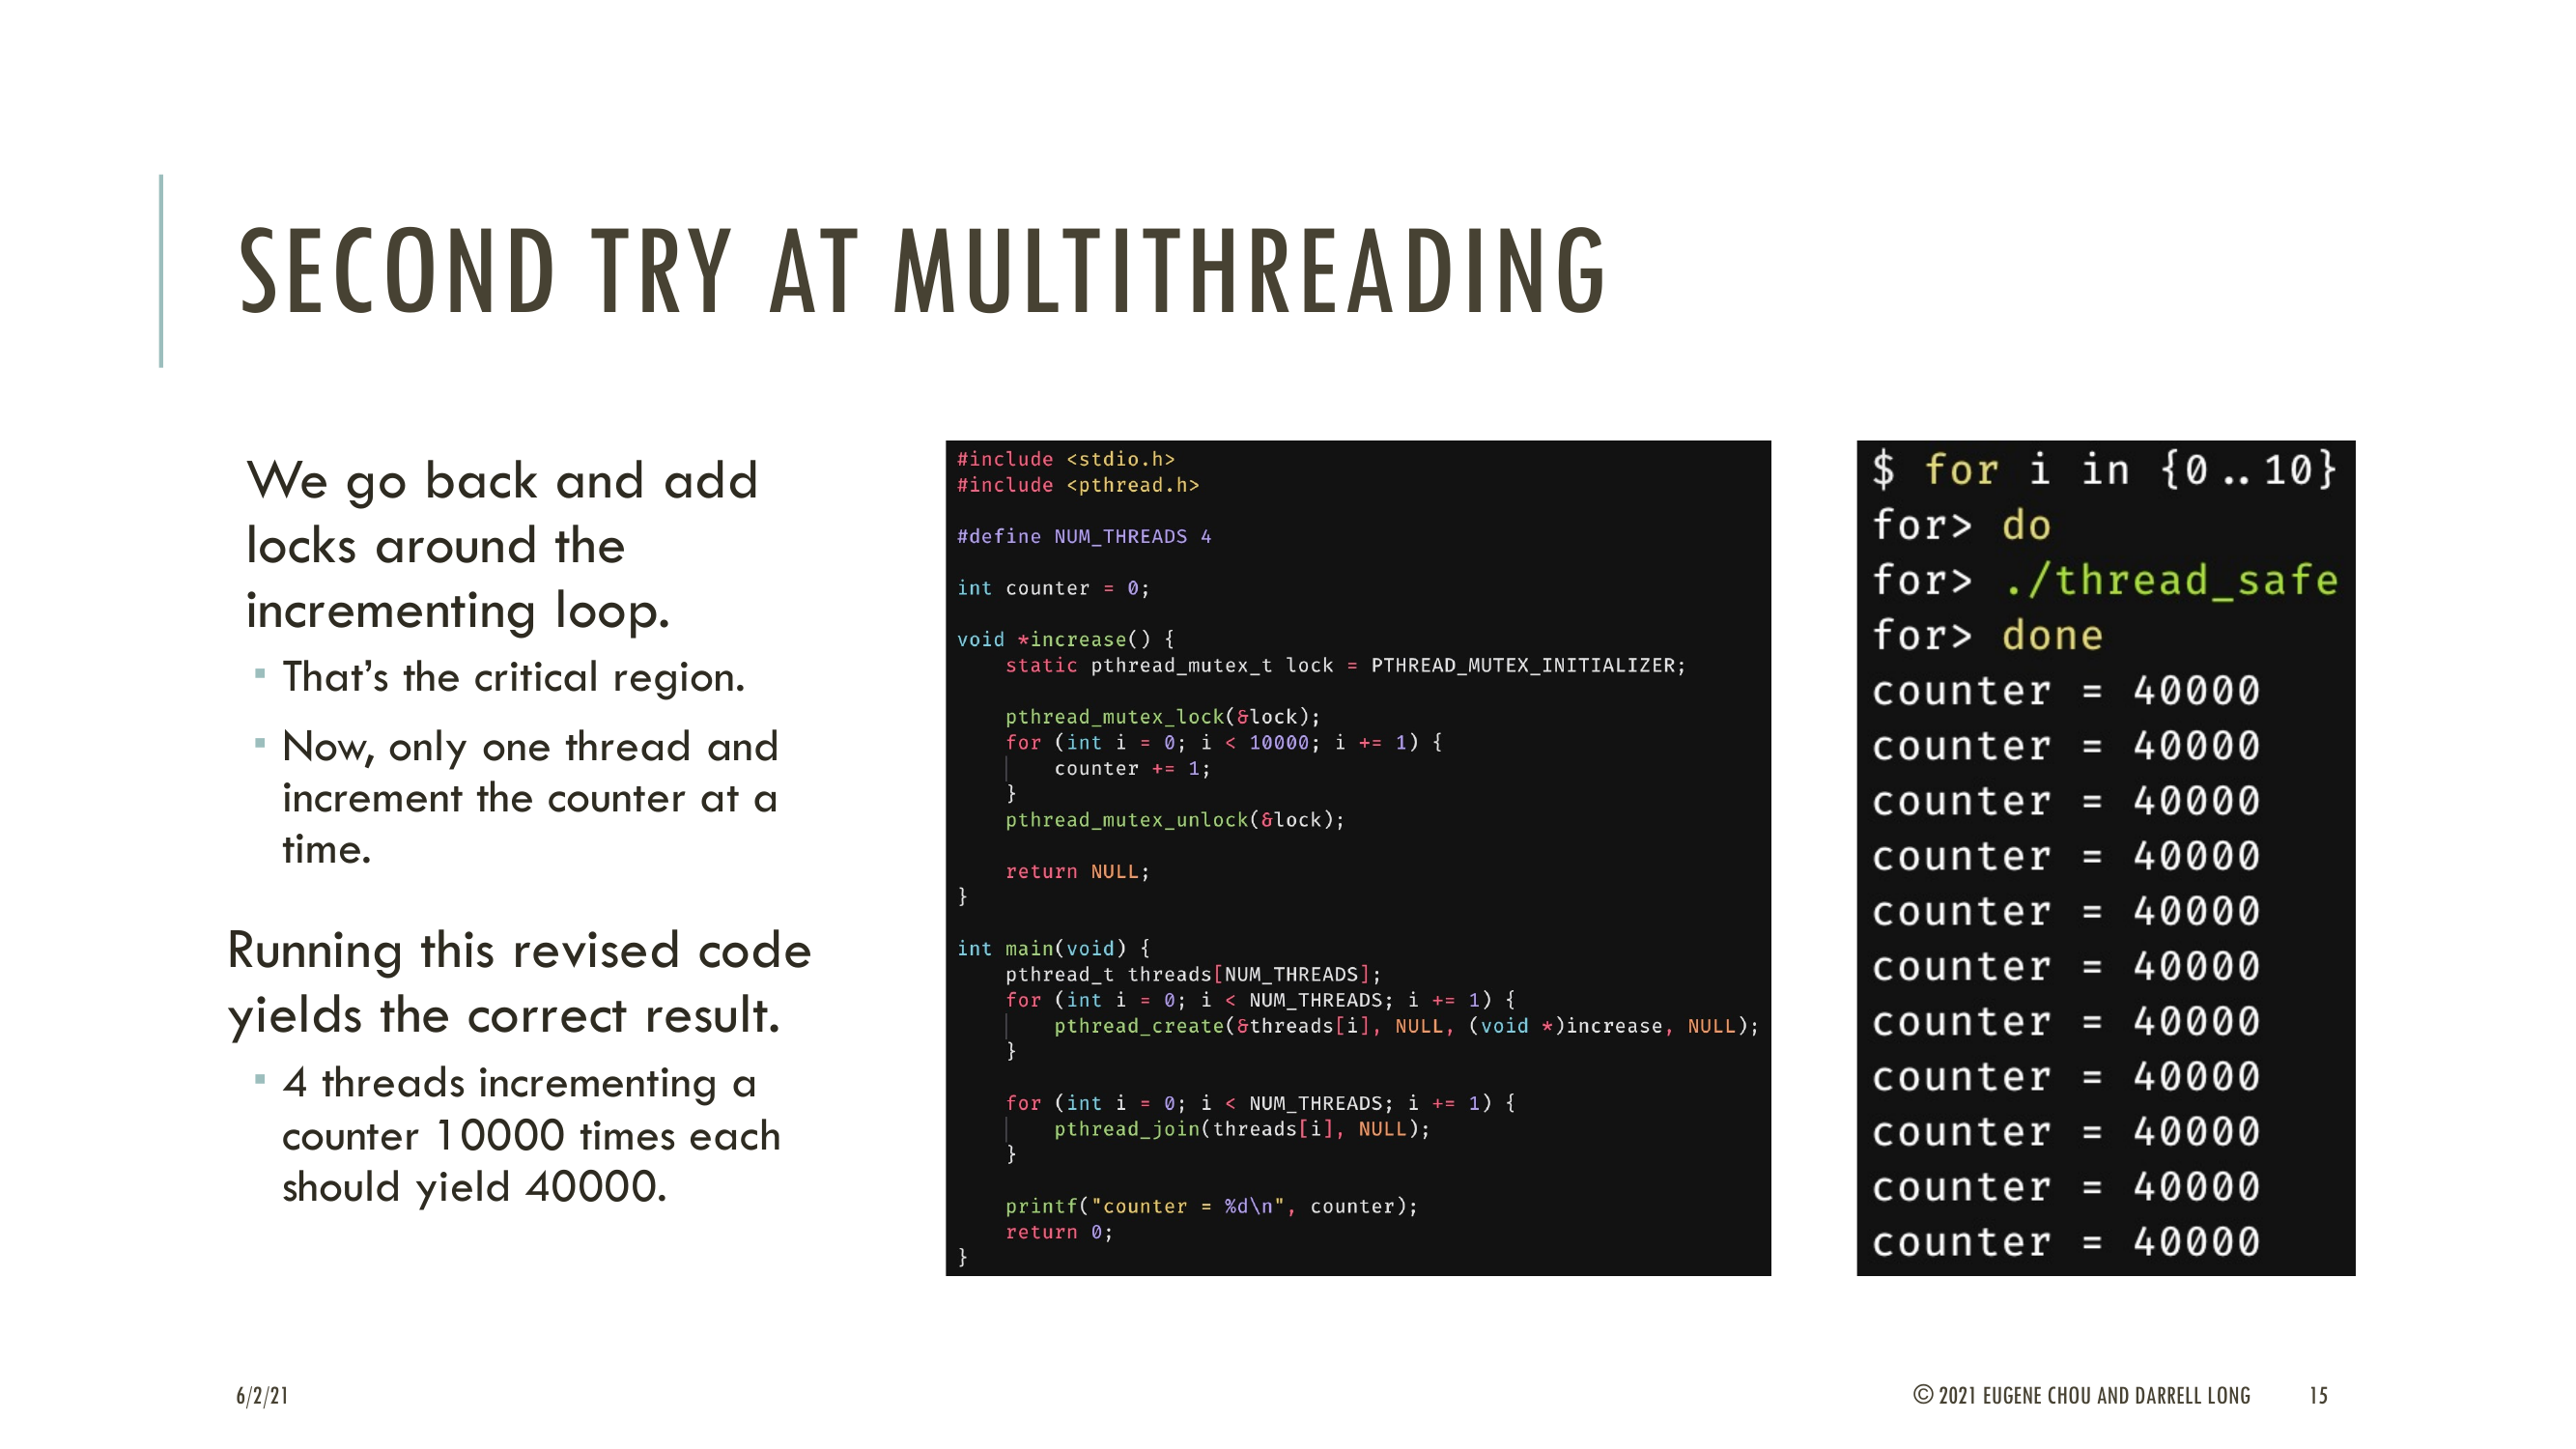 SECOND TRY AT MULTITHREADING
We go back and add
locks around the
incrementing loop.
▪ That’s the critical region.
▪ Now, only one thread and
increment the counter at a
time.
Running this revised code
yields the correct result.
▪ 4 threads incrementing a
counter 10000 times each
should yield 40000.
#include <stdio.h>
#include <pthread.h>
#define NUM_THREADS 4
int counter = 0;
void *increase() {
    static pthread_mutex_t lock = PTHREAD_MUTEX_INITIALIZER;
    pthread_mutex_lock(&lock);
    for (int i = 0; i < 10000; i += 1) {
        counter += 1;
    }
    pthread_mutex_unlock(&lock);
    return NULL;
}
int main(void) {
    pthread_t threads[NUM_THREADS];
    for (int i = 0; i < NUM_THREADS; i += 1) {
        pthread_create(&threads[i], NULL, (void *)increase, NULL);
    }
    for (int i = 0; i < NUM_THREADS; i += 1) {
        pthread_join(threads[i], NULL);
    }
    printf("counter = %d\n", counter);
    return 0;
}
$ for i in {0..10}
for> do
for> ./thread_safe
for> done
counter = 40000
counter = 40000
counter = 40000
counter = 40000
counter = 40000
counter = 40000
counter = 40000
counter = 40000
counter = 40000
counter = 40000
counter = 40000
6/2/21
© 2021 EUGENE CHOU AND DARRELL LONG
15